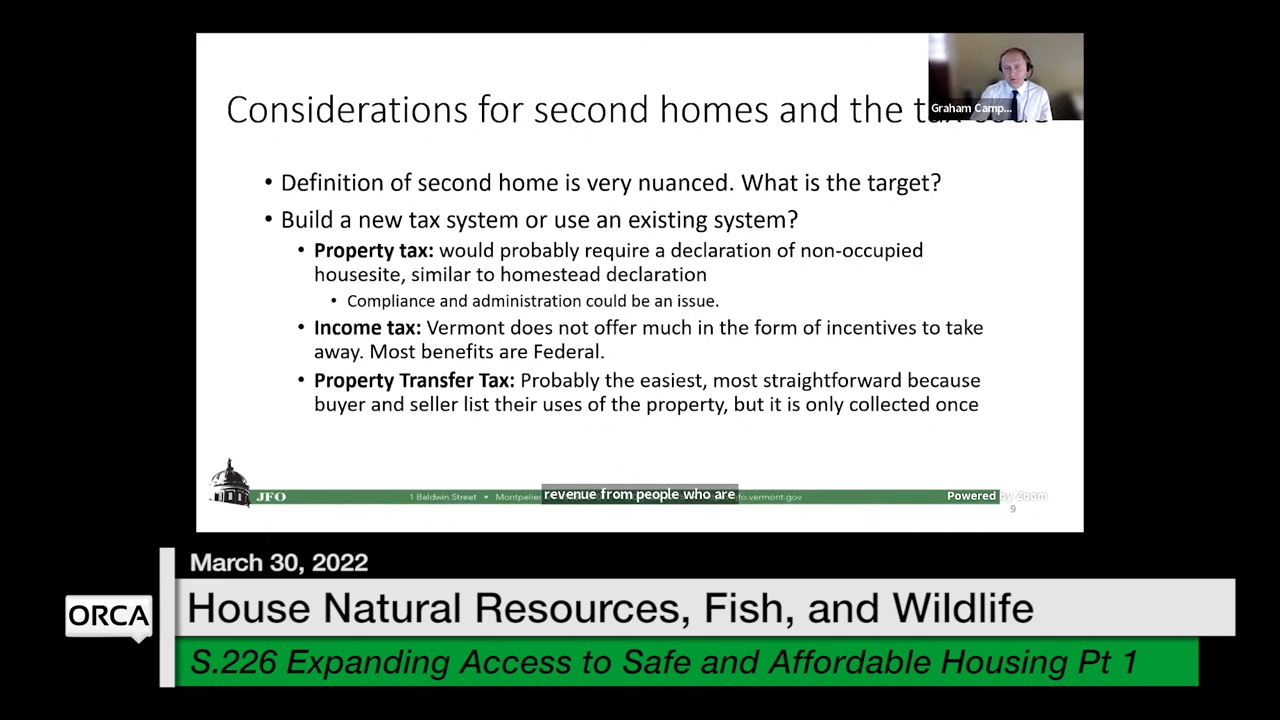 Graham Camp...
Considerations for second homes and the
• Definition of second home is very nuanced. What is the target?
• Build a new tax system or use an existing system?
• Property tax: would probably require a declaration of non-occupied
housesite, similar to homestead declaration
• Compliance and administration could be an issue.
• Income tax: Vermont does not offer much in the form of incentives to take
away. Most benefits are Federal.
• Property Transfer Tax: Probably the easiest, most straightforward because
buyer and seller list their uses of the property, but it is only collected once
JFO 1 Baldwin Street • Montpelier fo.vermont.gov
revenue from people who are
Powered by Zoom
9
March 30, 2022
ORCA
House Natural Resources, Fish, and Wildlife
S.226 Expanding Access to Safe and Affordable Housing Pt 1